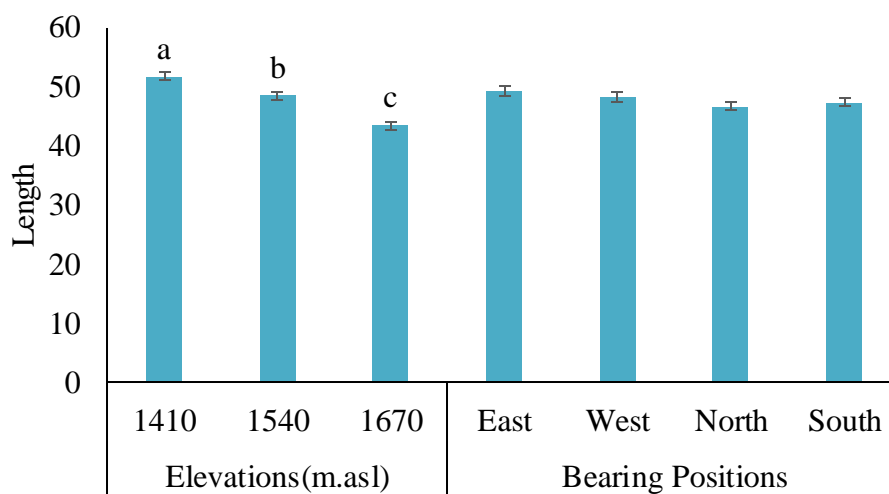 60
50
40
30
20
10
0
Length
a
b
c
1410 1540 1670 East West North South
Elevations(m.asl) Bearing Positions